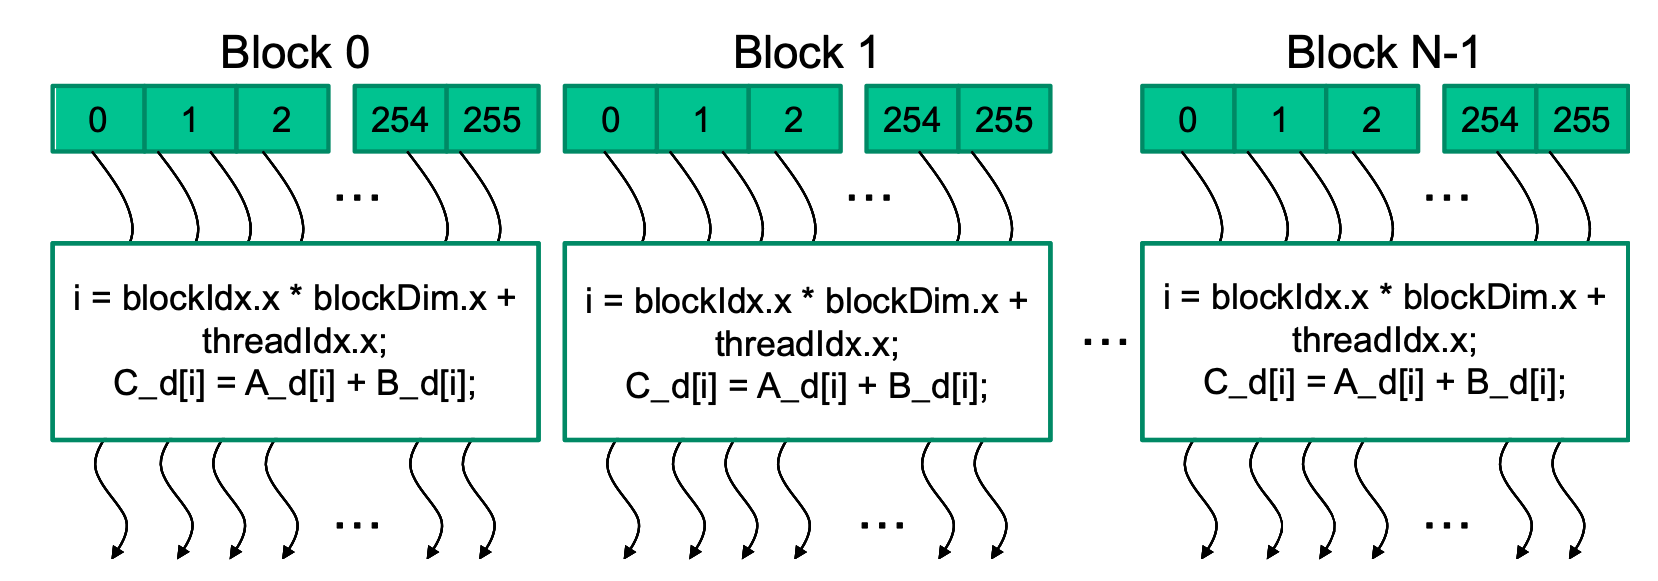 Block 0
0 1 2 254 255
...
i = blockIdx.x * blockDim.x +
threadIdx.x;
C_d[i] = A_d[i] + B_d[i];
...
Block 1
0 1 2 254 255
...
i = blockIdx.x * blockDim.x +
threadIdx.x;
C_d[i] = A_d[i] + B_d[i];
...
...
Block N-1
0 1 2 254 255
...
i = blockIdx.x * blockDim.x +
threadIdx.x;
C_d[i] = A_d[i] + B_d[i];
...